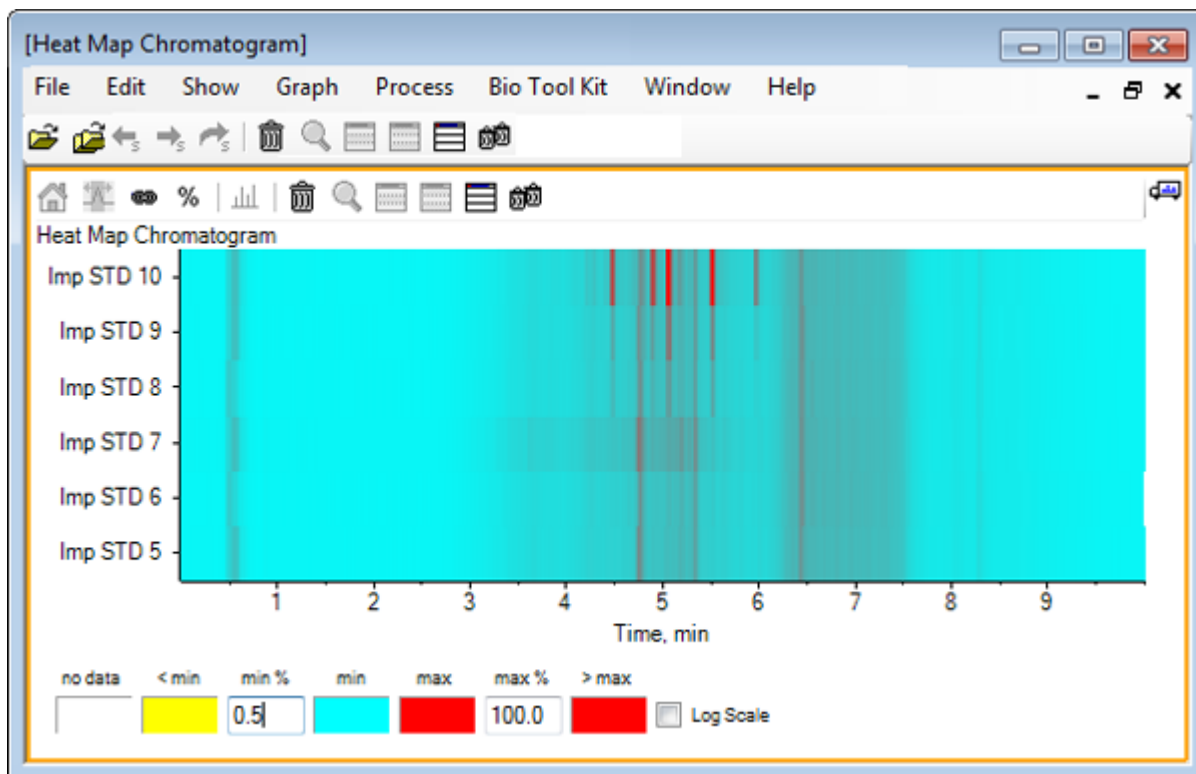 [Heat Map Chromatogram]
File Edit Show Graph Process Bio Tool Kit Window Help
%
Heat Map Chromatogram
Imp STD 10
Imp STD 9
Imp STD 8
Imp STD 7
Imp STD 6
Imp STD 5
1 2 3 4 5 6 7 8 9
Time, min
no data < min min % min max max % > max
0.5 100.0 Log Scale